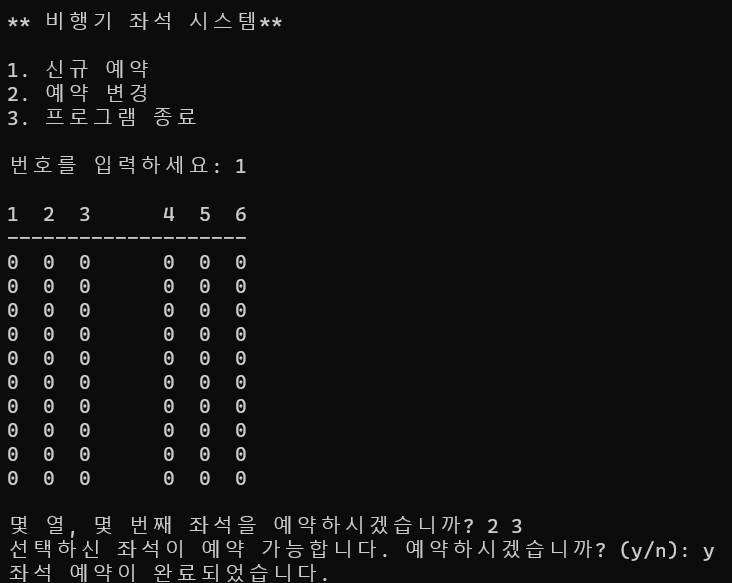 ** 비행기 좌석 시스템**
1. 신규 예약
2. 예약 변경
3. 프로그램 종료
번호를 입력하세요: 1
1  2  3      4  5  6
--------------------
0  0  0      0  0  0
0  0  0      0  0  0
0  0  0      0  0  0
0  0  0      0  0  0
0  0  0      0  0  0
0  0  0      0  0  0
0  0  0      0  0  0
0  0  0      0  0  0
0  0  0      0  0  0
0  0  0      0  0  0
몇 열, 몇 번째 좌석을 예약하시겠습니까? 2 3
선택하신 좌석이 예약 가능합니다. 예약하시겠습니까? (y/n): y
좌석 예약이 완료되었습니다.